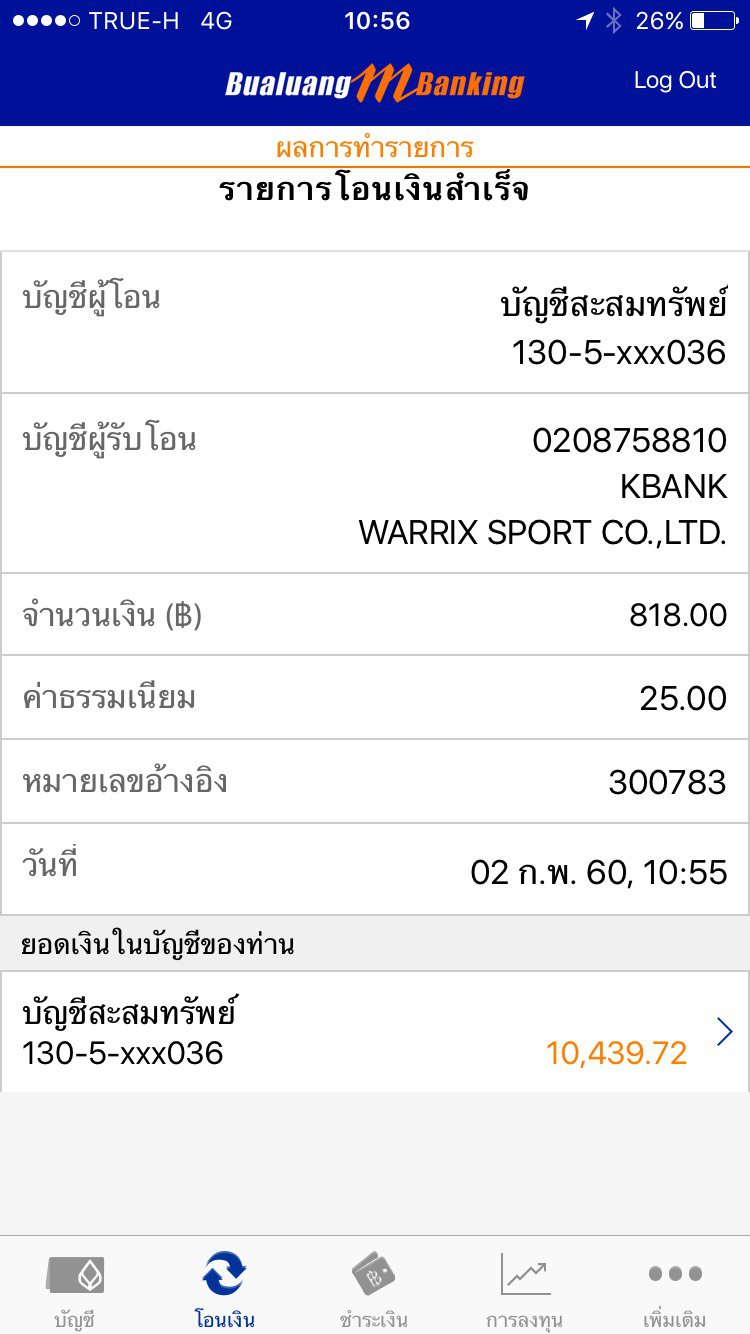 TRUE-H 4G 10:56 26%
Bualuang mBanking Log Out
ผลการทำรายการ
รายการโอนเงินสำเร็จ
บัญชีผู้โอน บัญชีสะสมทรัพย์
130-5-xxx036
บัญชีผู้รับโอน 0208758810
KBANK
WARRIX SPORT CO.,LTD.
จำนวนเงิน (฿) 818.00
ค่าธรรมเนียม 25.00
หมายเลขอ้างอิง 300783
วันที่ 02 ก.พ. 60, 10:55
ยอดเงินในบัญชีของท่าน
บัญชีสะสมทรัพย์
130-5-xxx036 10,439.72
บัญชี โอนเงิน ชำระเงิน การลงทุน เพิ่มเติม